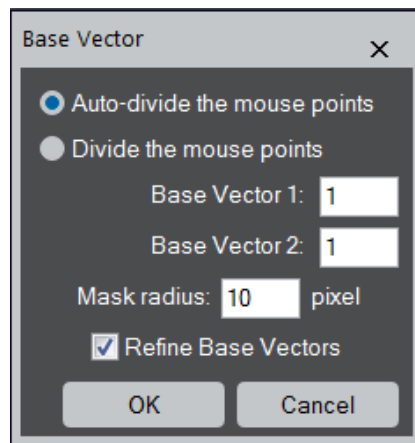 Base Vector
Auto-divide the mouse points
Divide the mouse points
Base Vector 1: 1
Base Vector 2: 1
Mask radius: 10 pixel
Refine Base Vectors
OK Cancel